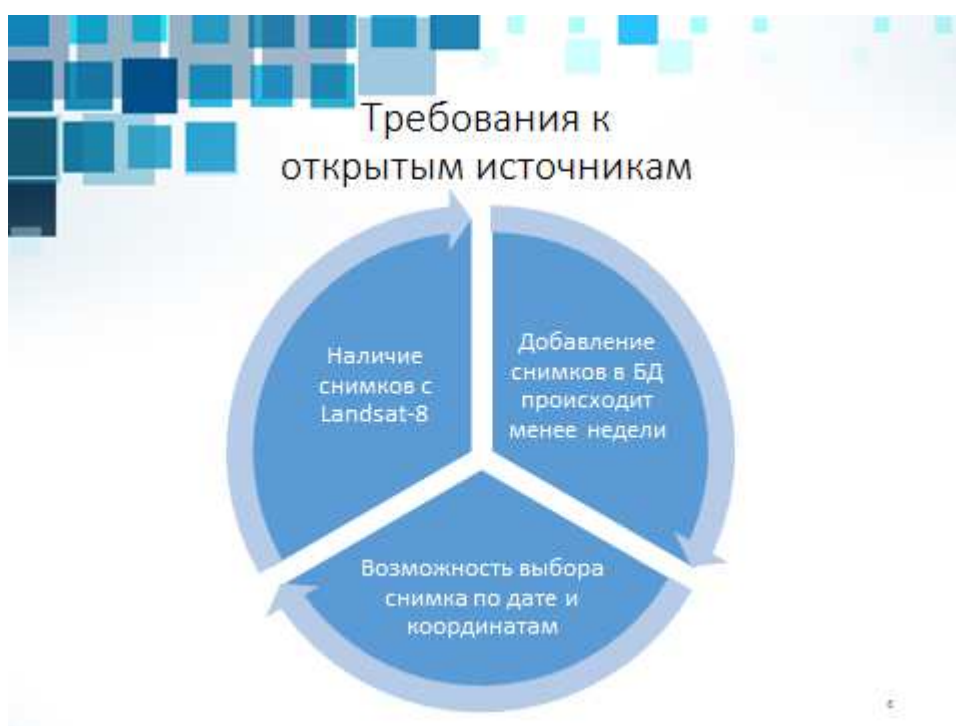 Требования к
открытым источникам
Наличие
снимков с
Landsat-8
Добавление
снимков в БД
происходит
менее недели
Возможность выбора
снимка по дате и
координатам